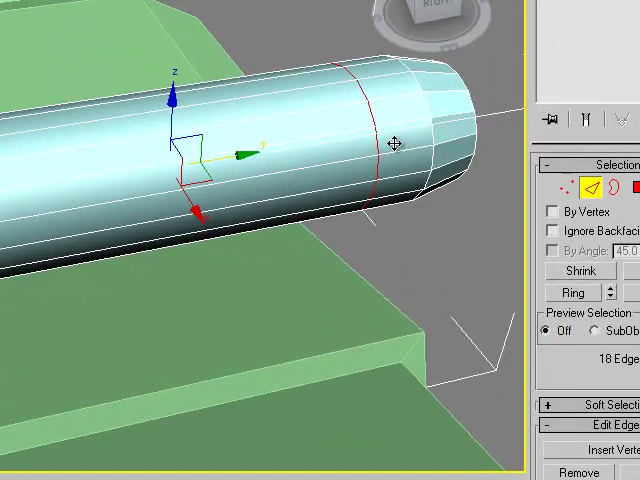 RIGHT
z
y
- Selection
By Vertex
Ignore Backfaci
By Angle: 45.0
Shrink
Ring
Preview Selection
Off SubOb
18 Edge
+ Soft Selecti
- Edit Edge
Insert Verte
Remove